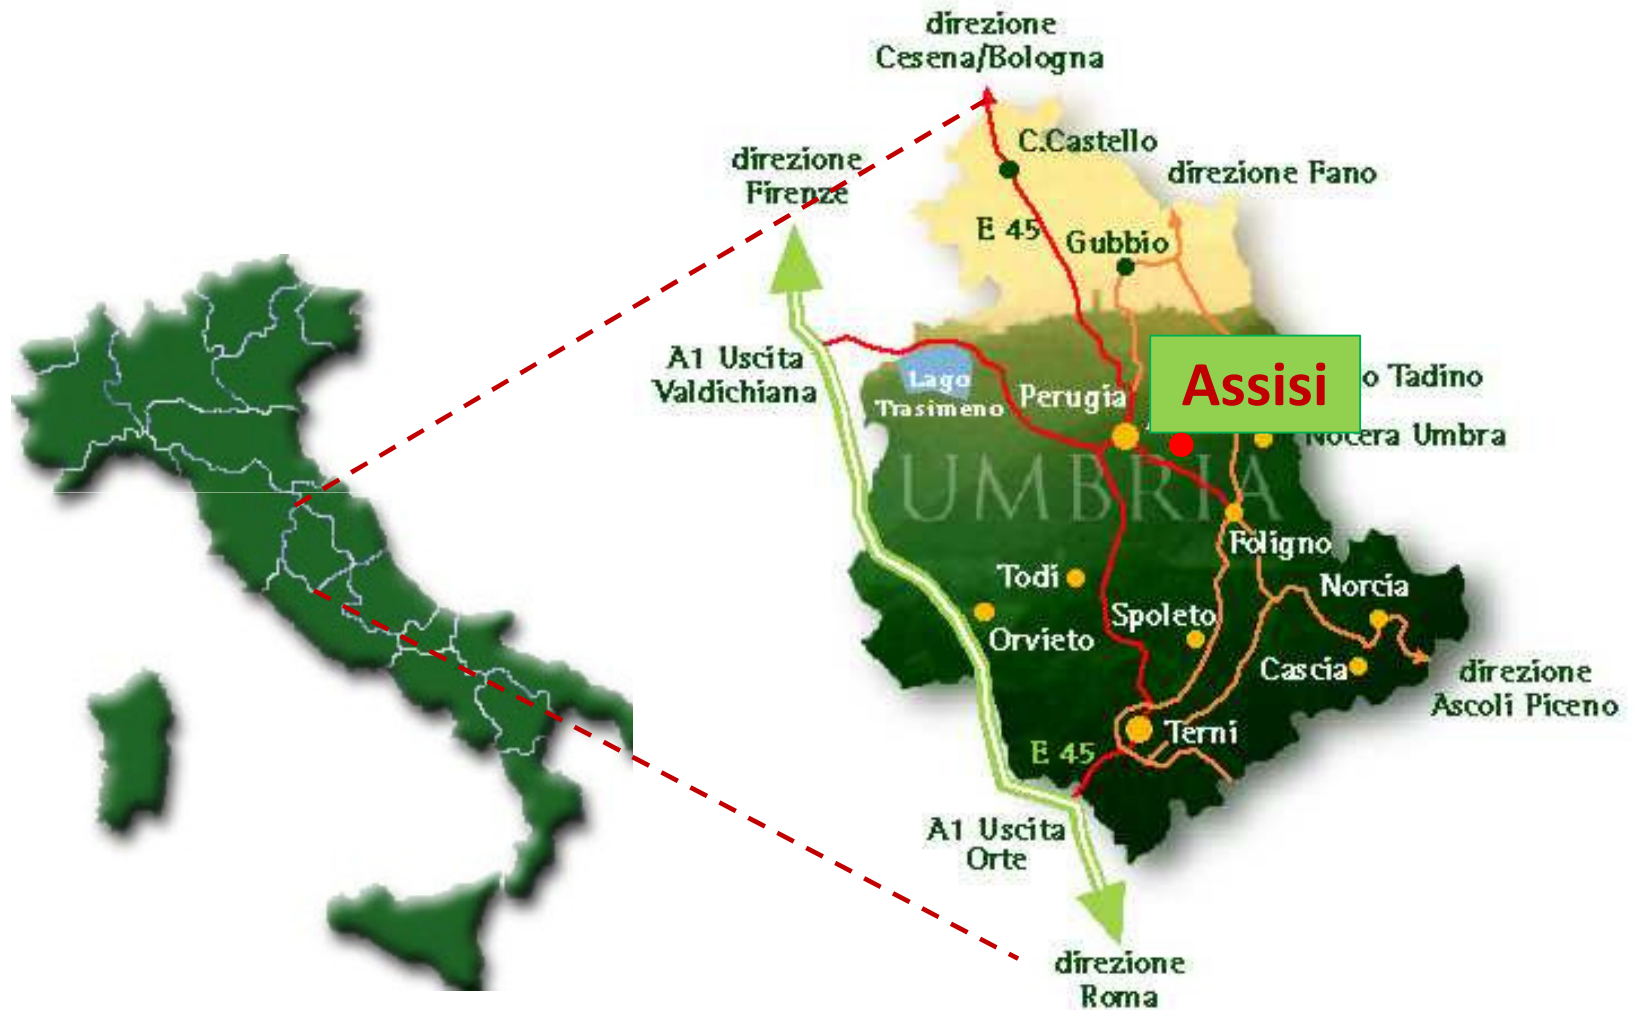 direzione
Cesena/Bologna
C.Castello
direzione
Firenze
direzione Fano
E 45
Gubbio
A1 Uscita
Valdichiana
Lago
Trasimeno
Perugia
Assisi
o Tadino
Nocera Umbra
UMBRIA
Foligno
Todi
Norcia
Spoleto
Orvieto
Cascia
direzione
Ascoli Piceno
Terni
E 45
A1 Uscita
Orte
direzione
Roma